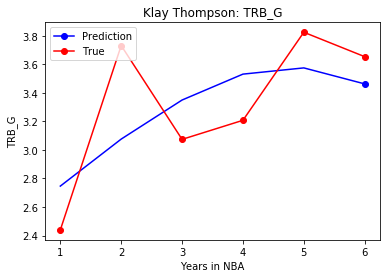 Klay Thompson: TRB_G
Prediction
True
TRB_G
3.8
3.6
3.4
3.2
3.0
2.8
2.6
2.4
1 2 3 4 5 6
Years in NBA